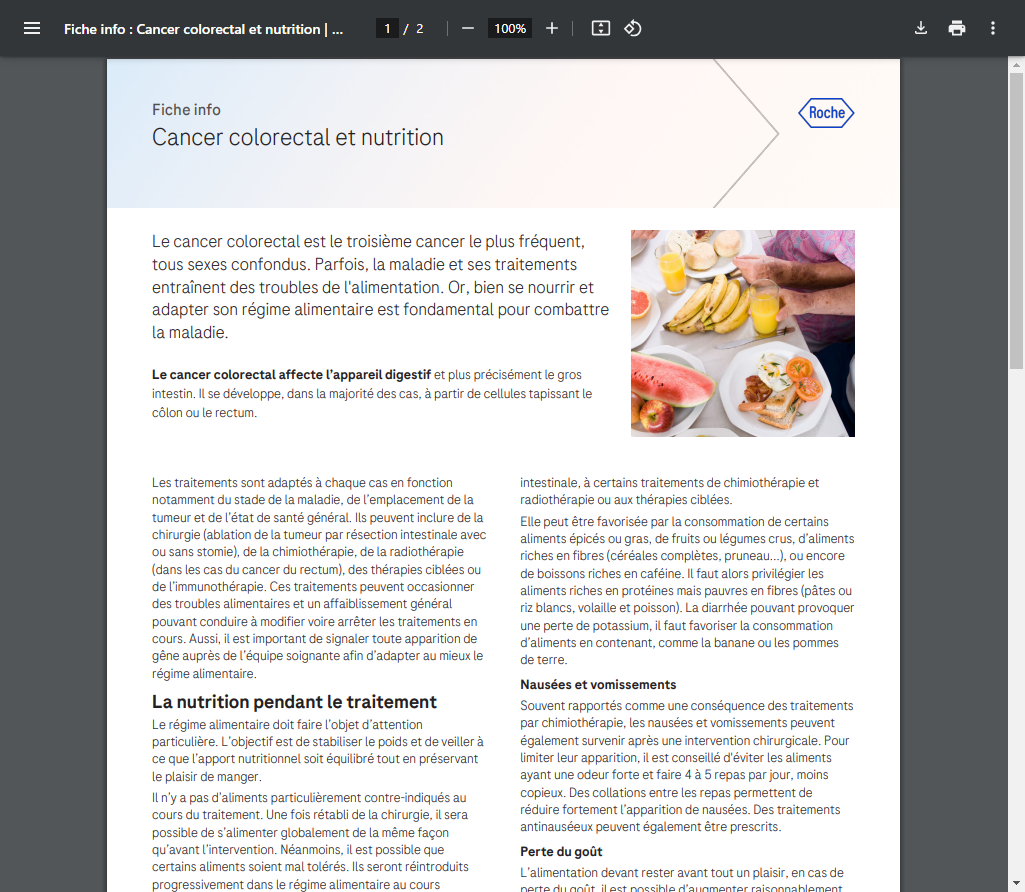 Fiche info : Cancer colorectal et nutrition | ...
1 / 2
100%
Fiche info
Cancer colorectal et nutrition
Roche
Le cancer colorectal est le troisième cancer le plus fréquent,
tous sexes confondus. Parfois, la maladie et ses traitements
entraînent des troubles de l'alimentation. Or, bien se nourrir et
adapter son régime alimentaire est fondamental pour combattre
la maladie.
Le cancer colorectal affecte l’appareil digestif et plus précisément le gros
intestin. Il se développe, dans la majorité des cas, à partir de cellules tapissant le
côlon ou le rectum.
Les traitements sont adaptés à chaque cas en fonction
notamment du stade de la maladie, de l’emplacement de la
tumeur et de l’état de santé général. Ils peuvent inclure de la
chirurgie (ablation de la tumeur par résection intestinale avec
ou sans stomie), de la chimiothérapie, de la radiothérapie
(dans les cas du cancer du rectum), des thérapies ciblées ou
de l’immunothérapie. Ces traitements peuvent occasionner
des troubles alimentaires et un affaiblissement général
pouvant conduire à modifier voire arrêter les traitements en
cours. Aussi, il est important de signaler toute apparition de
gêne auprès de l’équipe soignante afin d’adapter au mieux le
régime alimentaire.
La nutrition pendant le traitement
Le régime alimentaire doit faire l’objet d’attention
particulière. L’objectif est de stabiliser le poids et de veiller à
ce que l’apport nutritionnel soit équilibré tout en préservant
le plaisir de manger.
Il n’y a pas d’aliments particulièrement contre-indiqués au
cours du traitement. Une fois rétabli de la chirurgie, il sera
possible de s’alimenter globalement de la même façon
qu’avant l’intervention. Néanmoins, il est possible que
certains aliments soient mal tolérés. Ils seront réintroduits
progressivement dans le régime alimentaire au cours
intestinale, à certains traitements de chimiothérapie et
radiothérapie ou aux thérapies ciblées.
Elle peut être favorisée par la consommation de certains
aliments épicés ou gras, de fruits ou légumes crus, d’aliments
riches en fibres (céréales complètes, pruneau...), ou encore
de boissons riches en caféine. Il faut alors privilégier les
aliments riches en protéines mais pauvres en fibres (pâtes ou
riz blancs, volaille et poisson). La diarrhée pouvant provoquer
une perte de potassium, il faut favoriser la consommation
d’aliments en contenant, comme la banane ou les pommes
de terre.
Nausées et vomissements
Souvent rapportés comme une conséquence des traitements
par chimiothérapie, les nausées et vomissements peuvent
également survenir après une intervention chirurgicale. Pour
limiter leur apparition, il est conseillé d'éviter les aliments
ayant une odeur forte et faire 4 à 5 repas par jour, moins
copieux. Des collations entre les repas permettent de
réduire fortement l’apparition de nausées. Des traitements
antinauséeux peuvent également être prescrits.
Perte du goût
L’alimentation devant rester avant tout un plaisir, en cas de
perte du goût, il est possible d’augmenter raisonnablement